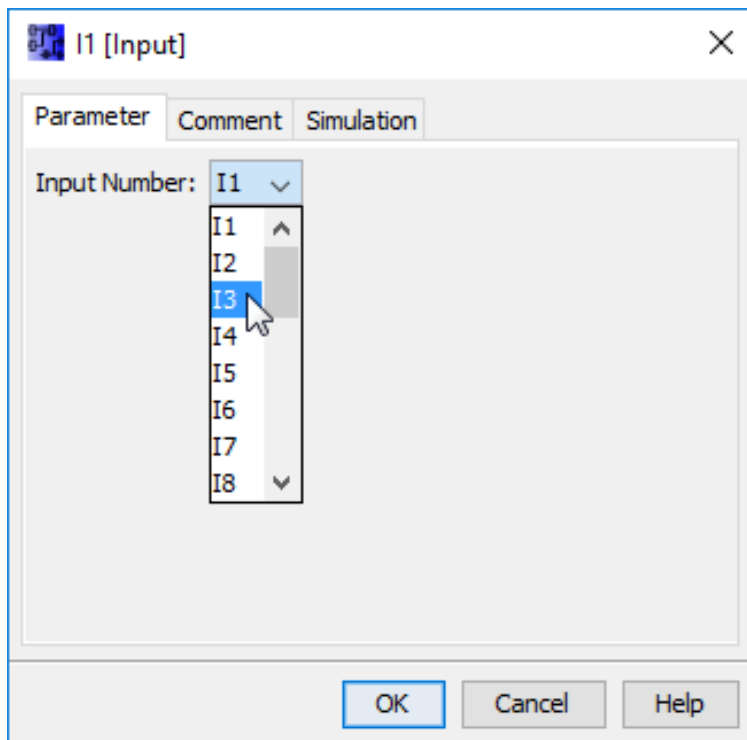 I1 [Input]
Parameter Comment Simulation
Input Number: I1
I1
I2
I3
I4
I5
I6
I7
I8
OK Cancel Help